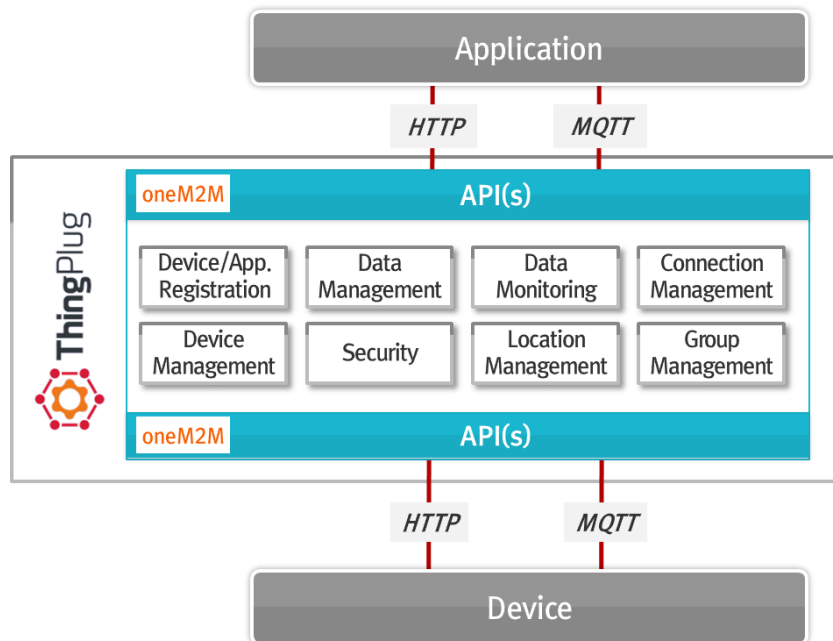 Application
HTTP
MQTT
oneM2M
API(s)
ThingPlug
Device/App.
Registration
Data
Management
Data
Monitoring
Connection
Management
Device
Management
Security
Location
Management
Group
Management
oneM2M
API(s)
HTTP
MQTT
Device